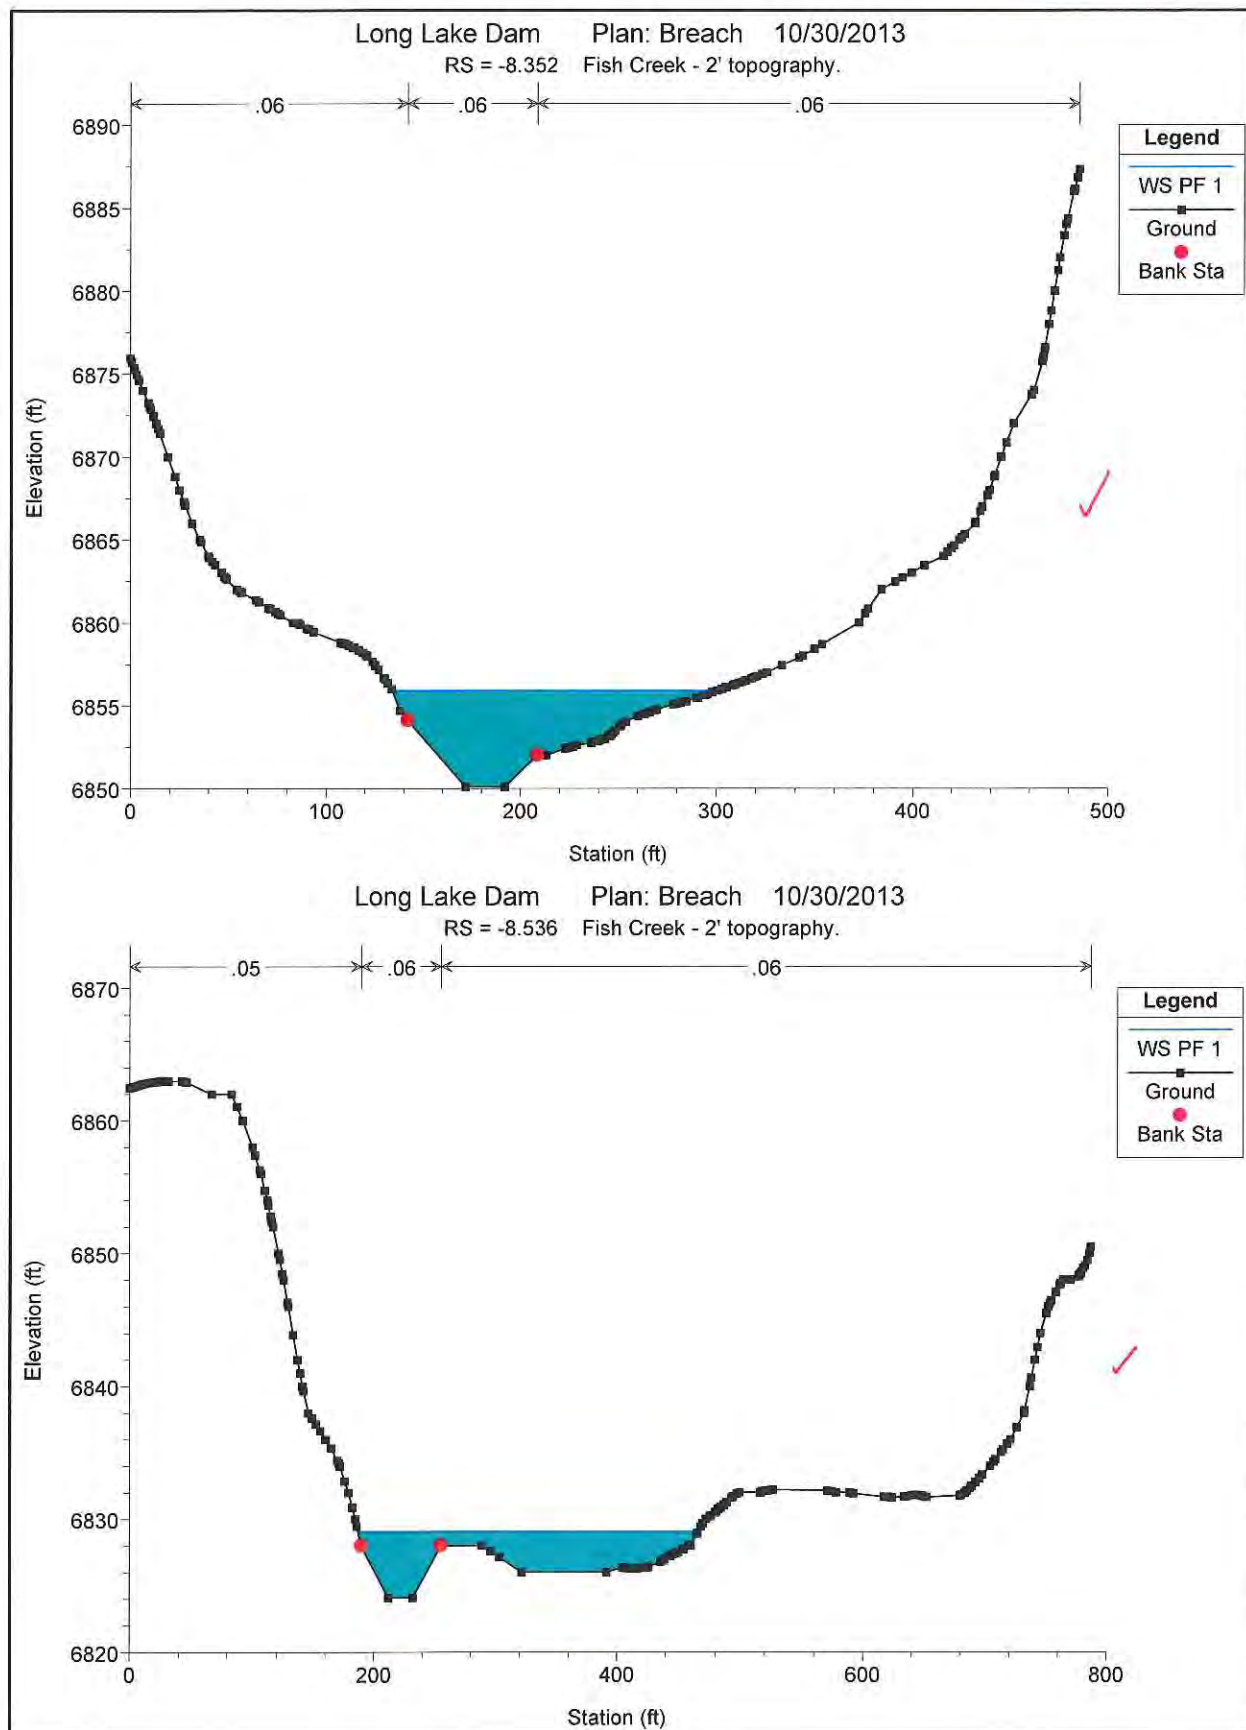 Long Lake Dam Plan: Breach 10/30/2013
RS = -8.352 Fish Creek - 2' topography.
.06 .06 .06
6890
6885
6880
6875
6870
6865
6860
6855
6850
Elevation (ft)
0 100 200 300 400 500
Station (ft)
Legend
WS PF 1
Ground
Bank Sta
Long Lake Dam Plan: Breach 10/30/2013
RS = -8.536 Fish Creek - 2' topography.
.05 .06 .06
6870
6860
6850
6840
6830
6820
Elevation (ft)
0 200 400 600 800
Station (ft)
Legend
WS PF 1
Ground
Bank Sta